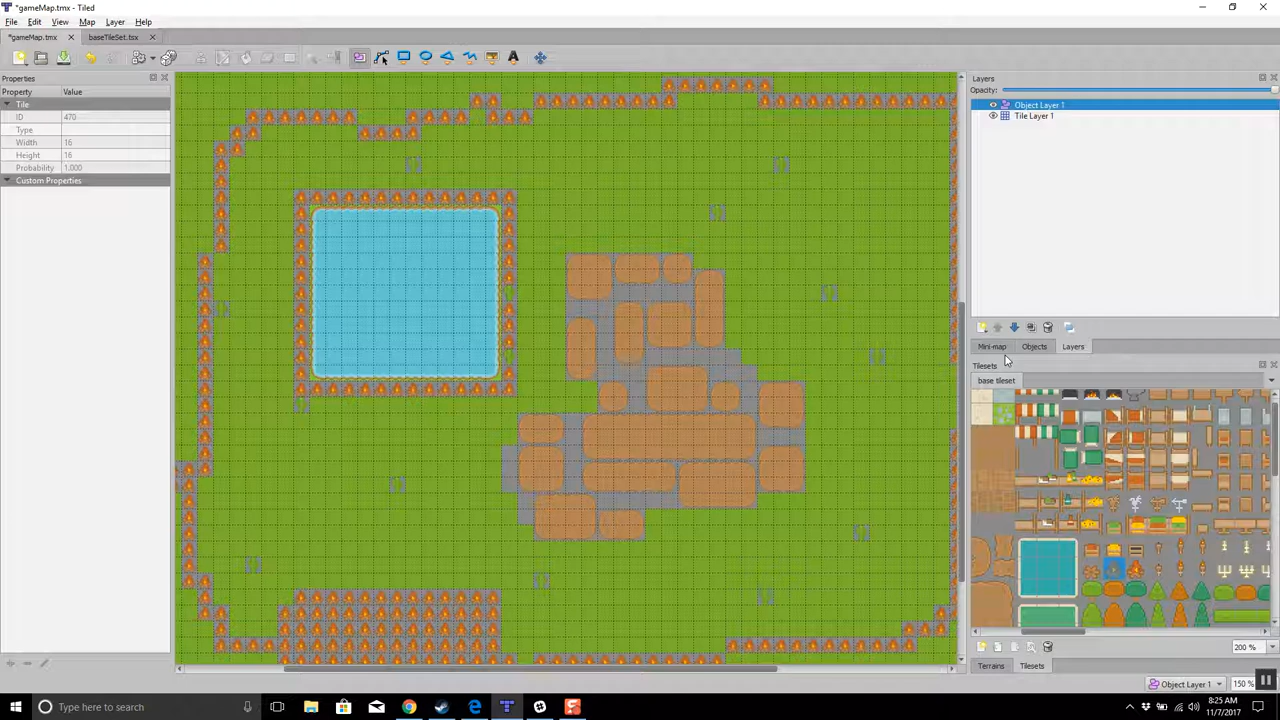 *gameMap.tmx - Tiled
File Edit View Map Layer Help
*gameMap.tmx baseTileSet.tsx
Properties
Property Value
Tile
ID 470
Type
Width 16
Height 16
Probability 1.000
Custom Properties
Layers
Opacity:
Object Layer 1
Tile Layer 1
Mini-map Objects Layers
Tilesets
base tileset
200 %
Terrains Tilesets
Object Layer 1 150 %
Type here to search
8:25 AM
11/7/2017